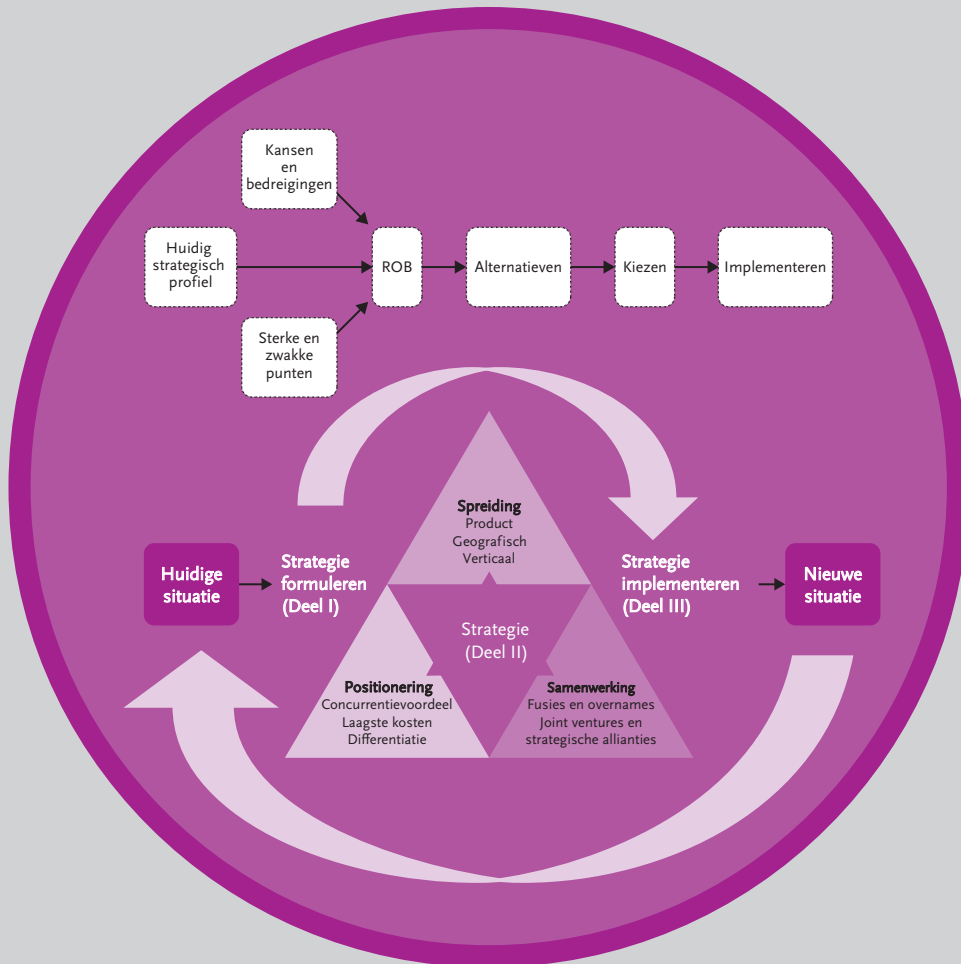 Kansen
en
bedreigingen
Huidig
strategisch
profiel
ROB
Alternatieven
Kiezen
Implementeren
Sterke en
zwakke
punten
Spreiding
Product
Geografisch
Verticaal
Huidige
situatie
Strategie
formuleren
(Deel I)
Strategie
(Deel II)
Strategie
implementeren
(Deel III)
Nieuwe
situatie
Positionering
Concurrentievoordeel
Laagste kosten
Differentiatie
Samenwerking
Fusies en overnames
Joint ventures en
strategische allianties